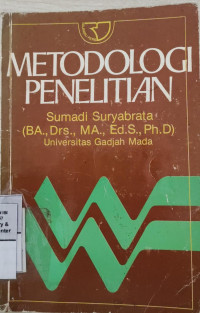 METODOLOGI
PENELITIAN
Sumadi Suryabrata
(BA., Drs., MA., Ed.S., Ph.D)
Universitas Gadjah Mada